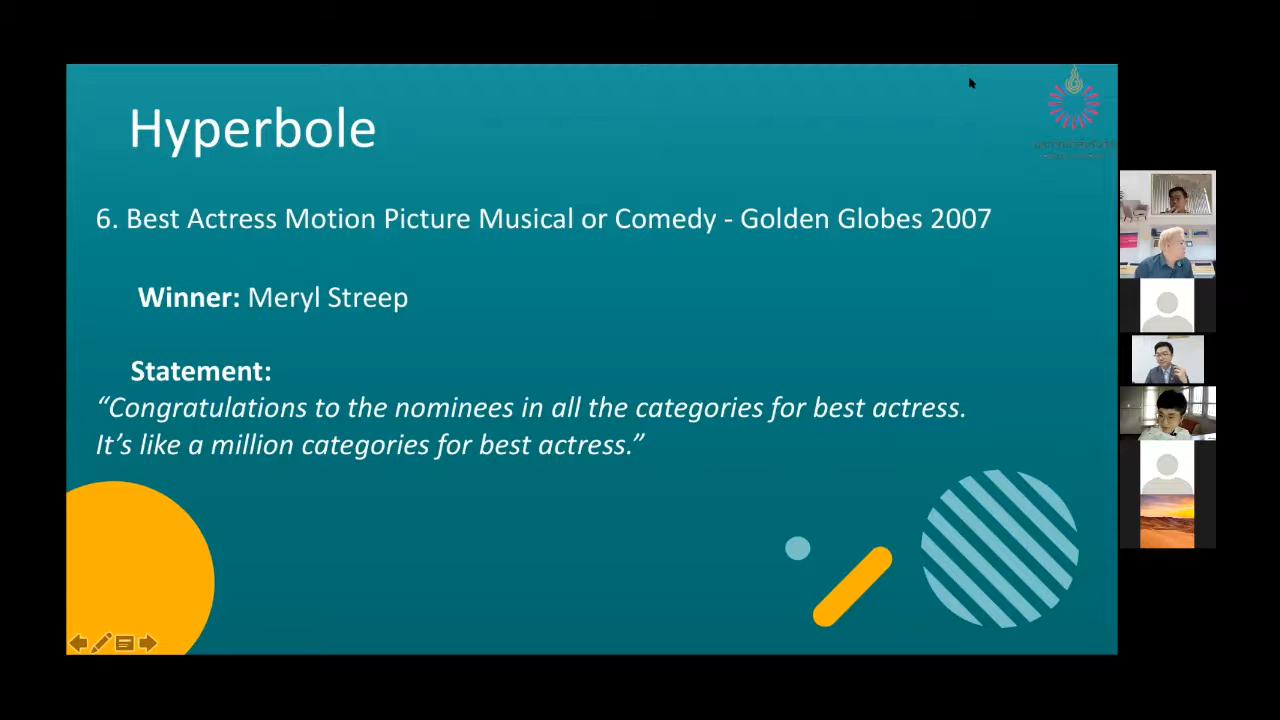 Hyperbole
6. Best Actress Motion Picture Musical or Comedy - Golden Globes 2007
Winner: Meryl Streep
Statement:
“Congratulations to the nominees in all the categories for best actress.
It’s like a million categories for best actress.”